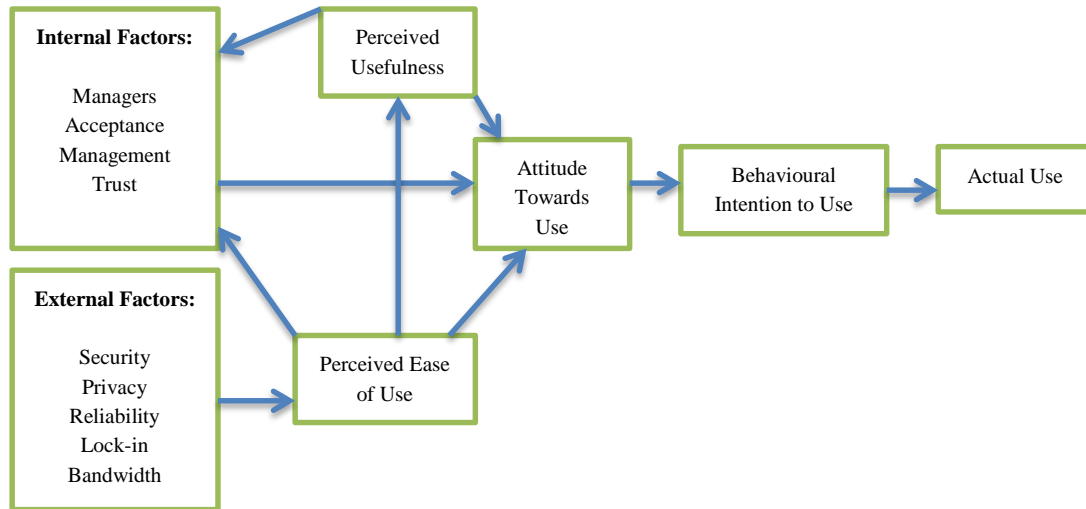 Internal Factors:
Managers
Acceptance
Management
Trust
Perceived
Usefulness
Attitude
Towards
Use
Behavioural
Intention to Use
Actual Use
External Factors:
Security
Privacy
Reliability
Lock-in
Bandwidth
Perceived Ease
of Use